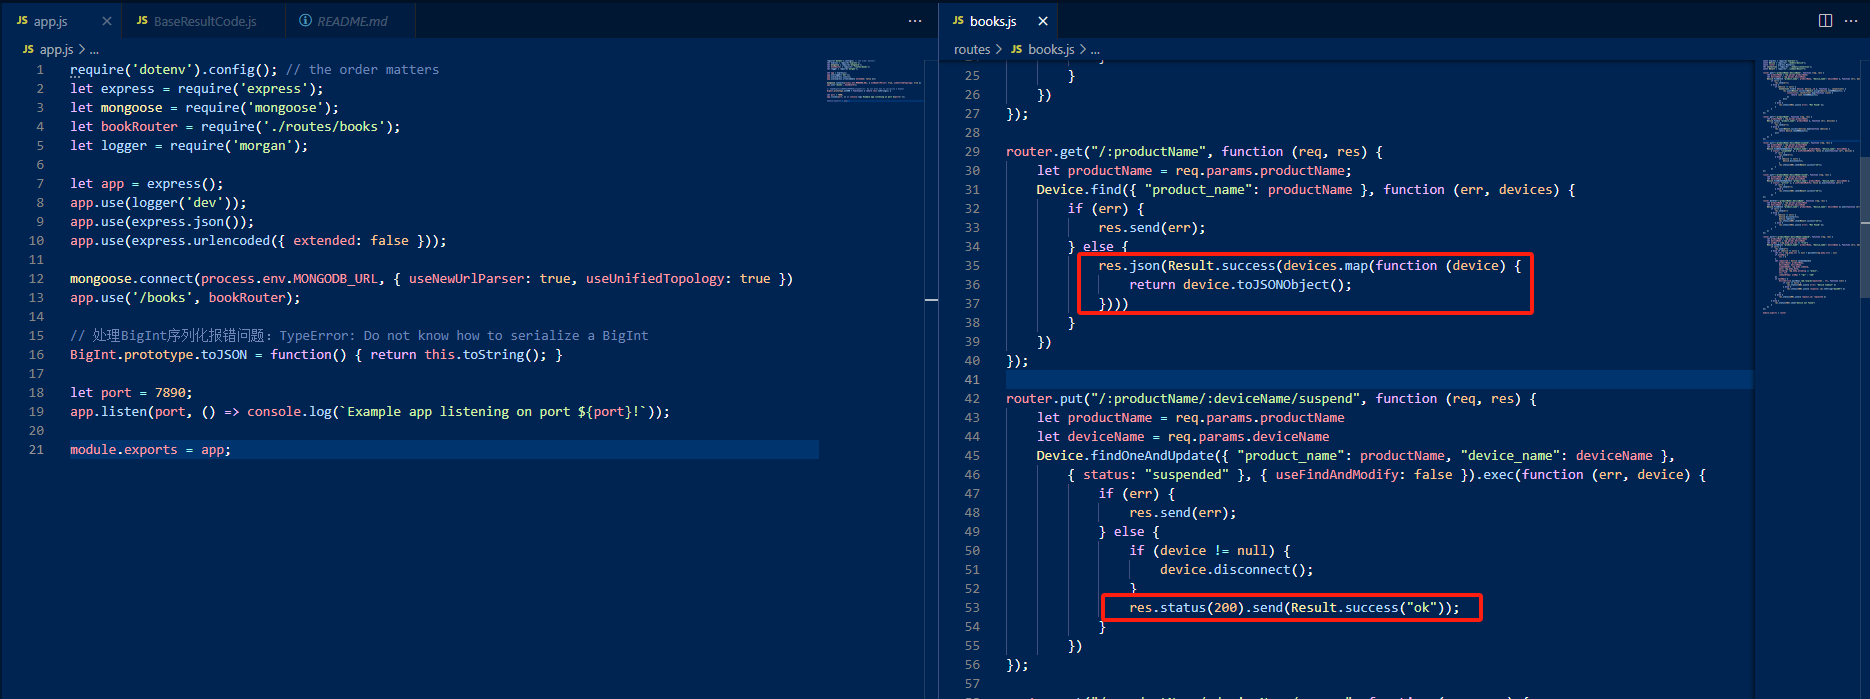 JS app.js ×
JS BaseResultCode.js
README.md
···
JS app.js > ...
1 require('dotenv').config(); // the order matters
2 let express = require('express');
3 let mongoose = require('mongoose');
4 let bookRouter = require('./routes/books');
5 let logger = require('morgan');
6
7 let app = express();
8 app.use(logger('dev'));
9 app.use(express.json());
10 app.use(express.urlencoded({ extended: false }));
11
12 mongoose.connect(process.env.MONGODB_URL, { useNewUrlParser: true, useUnifiedTopology: true })
13 app.use('/books', bookRouter);
14
15 // 处理BigInt序列化报错问题: TypeError: Do not know how to serialize a BigInt
16 BigInt.prototype.toJSON = function() { return this.toString(); }
17
18 let port = 7890;
19 app.listen(port, () => console.log(`Example app listening on port ${port}!`));
20
21 module.exports = app;
JS books.js ×
···
routes > JS books.js > ...
25 }
26 })
27 });
28
29 router.get("/:productName", function (req, res) {
30 let productName = req.params.productName;
31 Device.find({ "product_name": productName }, function (err, devices) {
32 if (err) {
33 res.send(err);
34 } else {
35 res.json(Result.success(devices.map(function (device) {
36 return device.toJSONObject();
37 })))
38 }
39 })
40 });
41
42 router.put("/:productName/:deviceName/suspend", function (req, res) {
43 let productName = req.params.productName
44 let deviceName = req.params.deviceName
45 Device.findOneAndUpdate({ "product_name": productName, "device_name": deviceName },
46 { status: "suspended" }, { useFindAndModify: false }).exec(function (err, device) {
47 if (err) {
48 res.send(err);
49 } else {
50 if (device != null) {
51 device.disconnect();
52 }
53 res.status(200).send(Result.success("ok"));
54 }
55 })
56 });
57